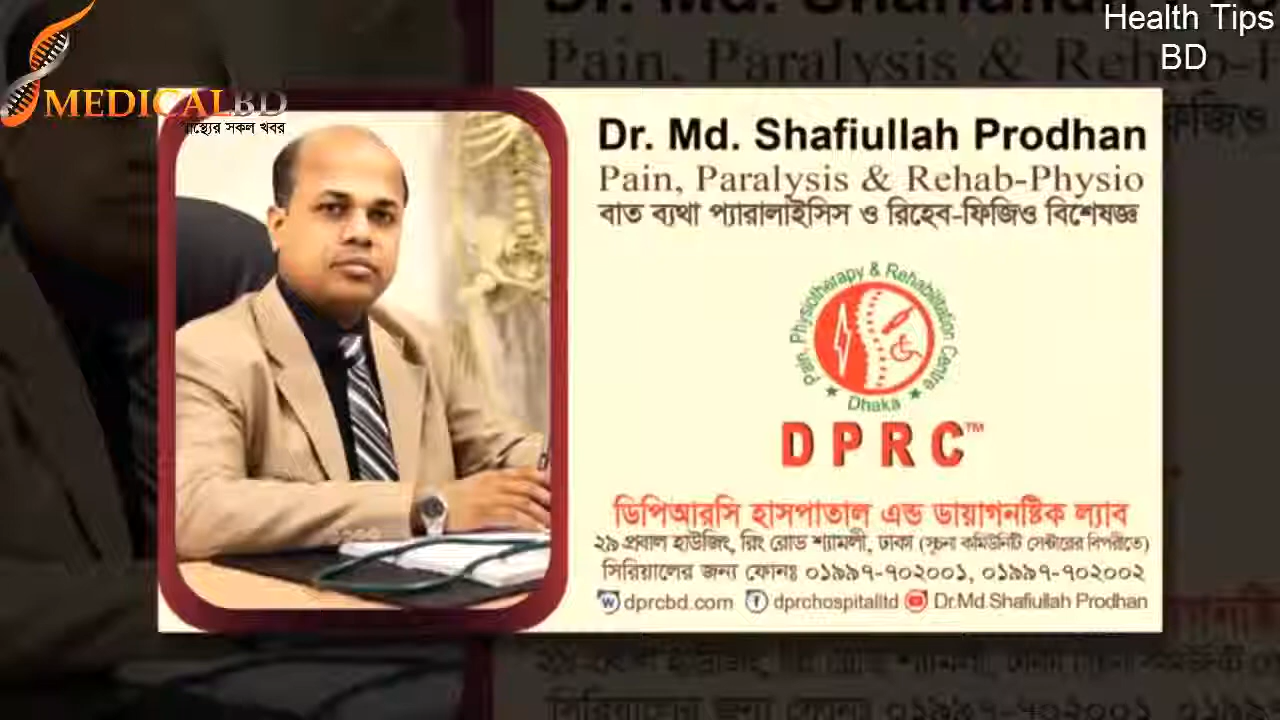 Health Tips
BD
MEDICALBD
স্বাস্থ্যের সকল খবর
Dr. Md. Shafiullah Prodhan
Pain, Paralysis & Rehab-Physio
বাত ব্যথা প্যারালাইসিস ও রিহেব-ফিজিও বিশেষজ্ঞ
Pain, Physiotherapy & Rehabilitation Centre
★ Dhaka ★
DPRC™
ডিপিআরসি হাসপাতাল এন্ড ডায়াগনষ্টিক ল্যাব
২৯ প্রবাল হাউজিং, রিং রোড শ্যামলী, ঢাকা (সূচনা কমিউনিটি সেন্টারের বিপরীতে)
সিরিয়ালের জন্য ফোনঃ ০১৯৯৭-৭০২০০১, ০১৯৯৭-৭০২০০২
dprcbd.com dprchospitalltd Dr.Md.Shafiullah Prodhan